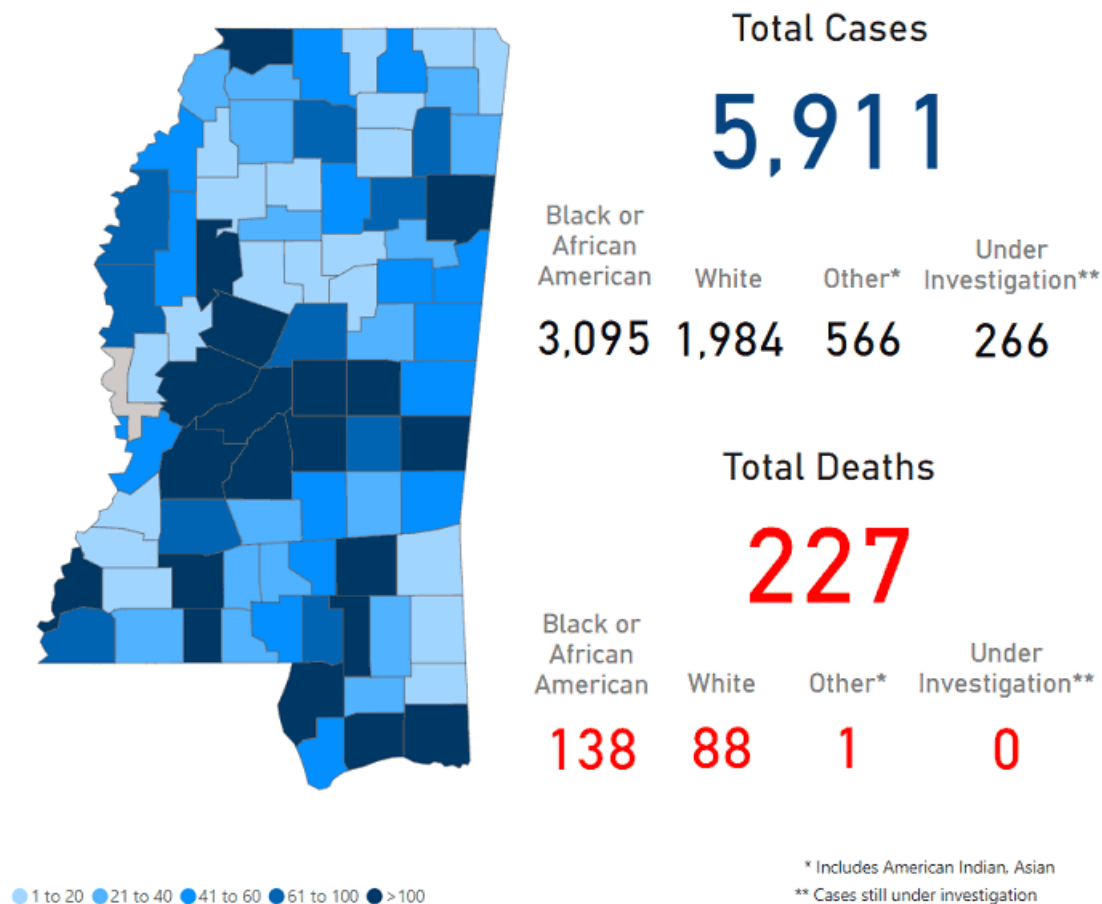 Total Cases
5,911
Black or
African
American
White
Other*
Under
Investigation**
3,095
1,984
566
266
Total Deaths
227
Black or
African
American
White
Other*
Under
Investigation**
138
88
1
0
1 to 20
21 to 40
41 to 60
61 to 100
>100
* Includes American Indian, Asian
** Cases still under investigation